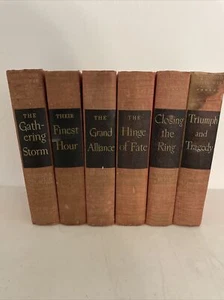 THE
Gath-
ering
Storm
THEIR
Finest
Hour
THE
Grand
Alliance
THE
Hinge
of Fate
Closing
the
Ring
Triumph
and
Tragedy